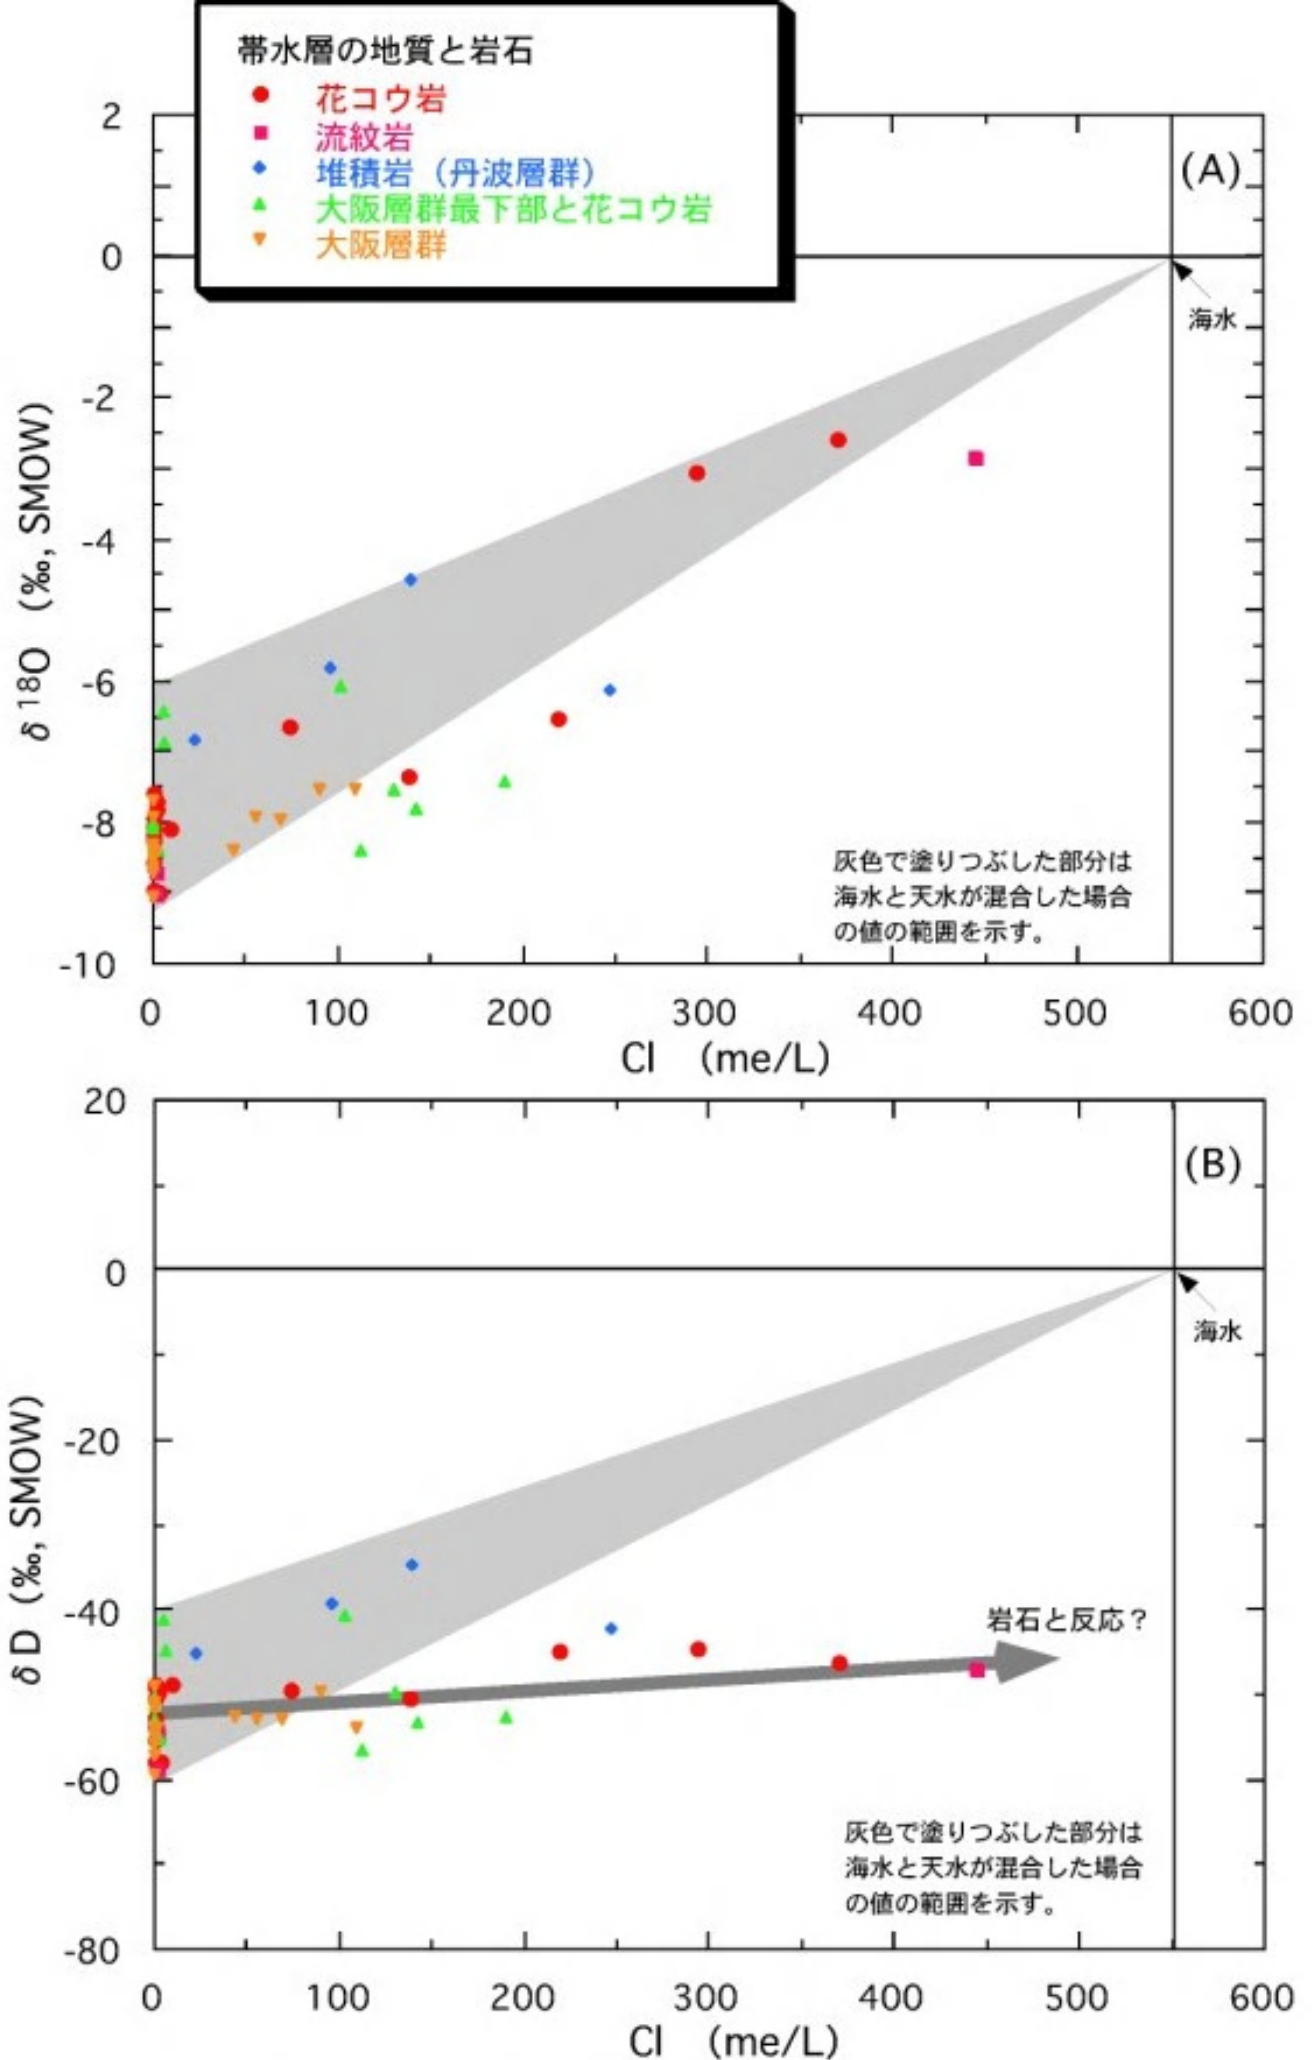 帯水層の地質と岩石
花コウ岩
流紋岩
堆積岩（丹波層群）
大阪層群最下部と花コウ岩
大阪層群
2
0
-2
-4
-6
-8
-10
δ18O (‰, SMOW)
(A)
海水
灰色で塗りつぶした部分は
海水と天水が混合した場合
の値の範囲を示す。
0 100 200 300 400 500 600
Cl (me/L)
20
0
-20
-40
-60
-80
δD (‰, SMOW)
(B)
海水
岩石と反応？
灰色で塗りつぶした部分は
海水と天水が混合した場合
の値の範囲を示す。
0 100 200 300 400 500 600
Cl (me/L)